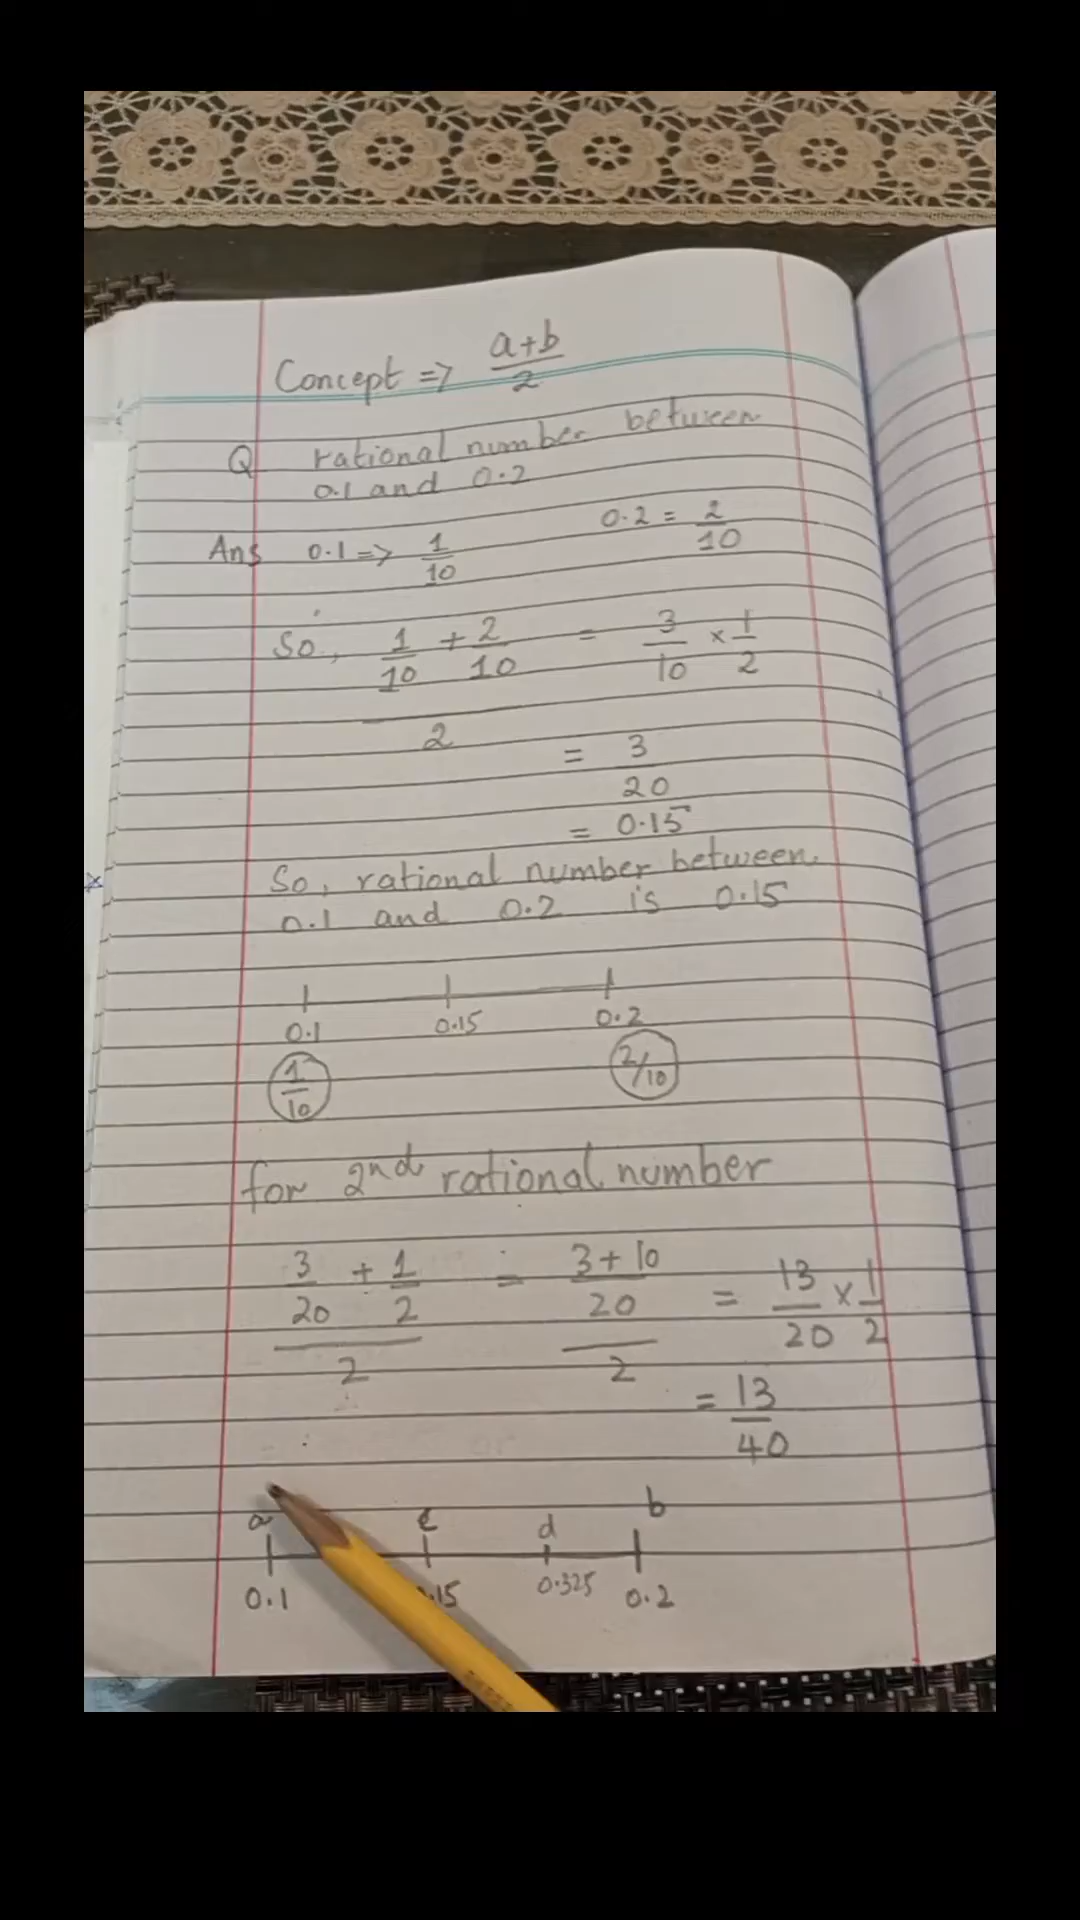 Concept => a+b/2
Q rational number between
0.1 and 0.2
Ans 0.1 => 1/10 0.2 = 2/10
So, 1/10 + 2/10 / 2 = 3/10 × 1/2
= 3/20
= 0.15
So, rational number between
0.1 and 0.2 is 0.15
0.1 0.15 0.2
1/10 2/10
for 2nd rational number
3/20 + 1/2 / 2 = 3+10/20 / 2 = 13/20 × 1/2
= 13/40
a c d b
0.1 .15 0.325 0.2